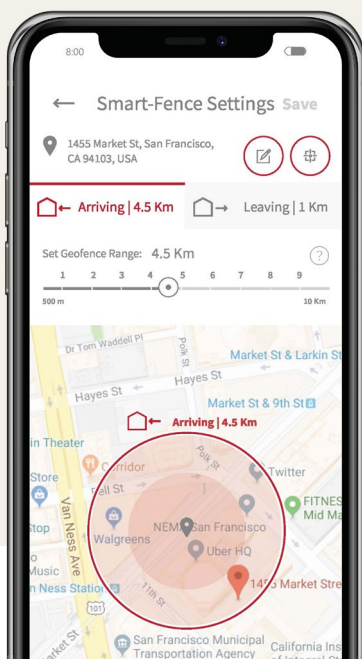 8:00
Smart-Fence Settings Save
1455 Market St, San Francisco,
CA 94103, USA
Arriving | 4.5 Km
Leaving | 1 Km
Set Geofence Range: 4.5 Km
?
1 2 3 4 5 6 7 8 9
500 m
10 Km
Dr Tom Waddell Pl
Polk St
Market St & Larkin St
Hayes St
Hayes St
Market St & 9th St
Arriving | 4.5 Km
in Theater
Corridor
Polk St
Twitter
Store
Fell St
FITNES
Mid Ma
Van Ness Ave
Stop
Walgreens
NEMA San Francisco
Uber HQ
Music
n Ness Station
11th St
1455 Market Stre
101
Market St
San Francisco Municipal
Transportation Agency
California Ins